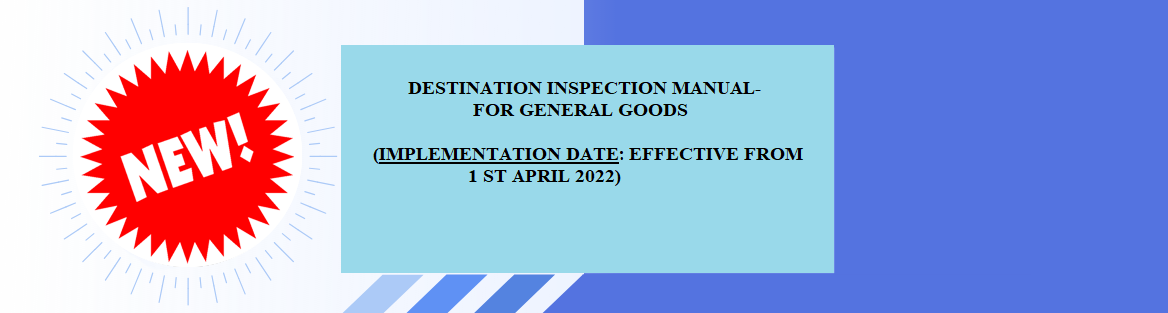 NEW!
DESTINATION INSPECTION MANUAL-
FOR GENERAL GOODS
(IMPLEMENTATION DATE: EFFECTIVE FROM
1 ST APRIL 2022)